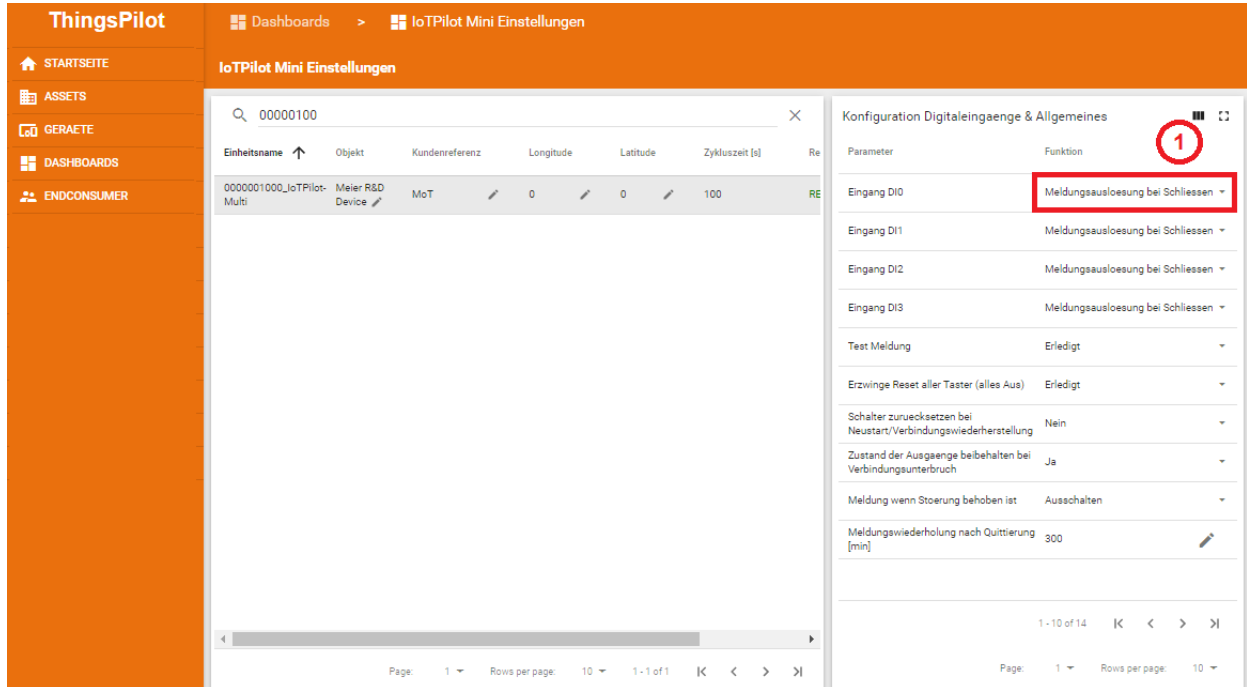 ThingsPilot
Dashboards > IoTPilot Mini Einstellungen
STARTSEITE
ASSETS
GERAETE
DASHBOARDS
ENDCONSUMER
IoTPilot Mini Einstellungen
00000100
Einheitsname Objekt Kundenreferenz Longitude Latitude Zykluszeit [s] Re
0000001000_IoTPilot- Meier R&D MoT 0 0 100 RE
Multi Device
Page: 1 Rows per page: 10 1 - 1 of 1
Konfiguration Digitaleingaenge & Allgemeines
1
Parameter Funktion
Eingang DI0 Meldungsausloesung bei Schliessen
Eingang DI1 Meldungsausloesung bei Schliessen
Eingang DI2 Meldungsausloesung bei Schliessen
Eingang DI3 Meldungsausloesung bei Schliessen
Test Meldung Erledigt
Erzwinge Reset aller Taster (alles Aus) Erledigt
Schalter zuruecksetzen bei
Neustart/Verbindungswiederherstellung Nein
Zustand der Ausgaenge beibehalten bei
Verbindungsunterbruch Ja
Meldung wenn Stoerung behoben ist Ausschalten
Meldungswiederholung nach Quittierung
[min] 300
1 - 10 of 14
Page: 1 Rows per page: 10